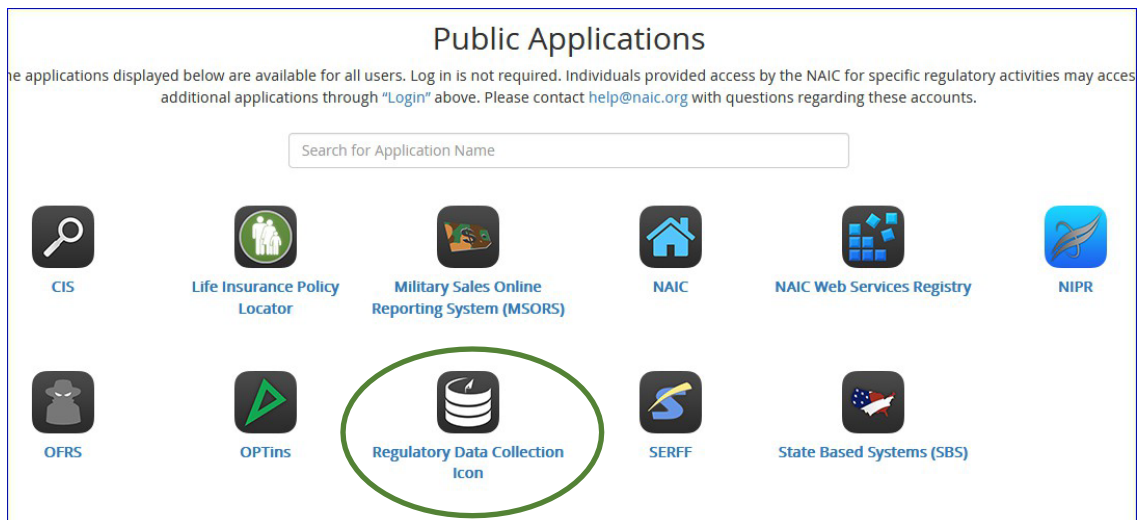 Public Applications
he applications displayed below are available for all users. Log in is not required. Individuals provided access by the NAIC for specific regulatory activities may acces
additional applications through “Login” above. Please contact help@naic.org with questions regarding these accounts.
Search for Application Name
CIS
Life Insurance Policy
Locator
Military Sales Online
Reporting System (MSORS)
NAIC
NAIC Web Services Registry
NIPR
OFRS
OPTins
Regulatory Data Collection
Icon
SERFF
State Based Systems (SBS)